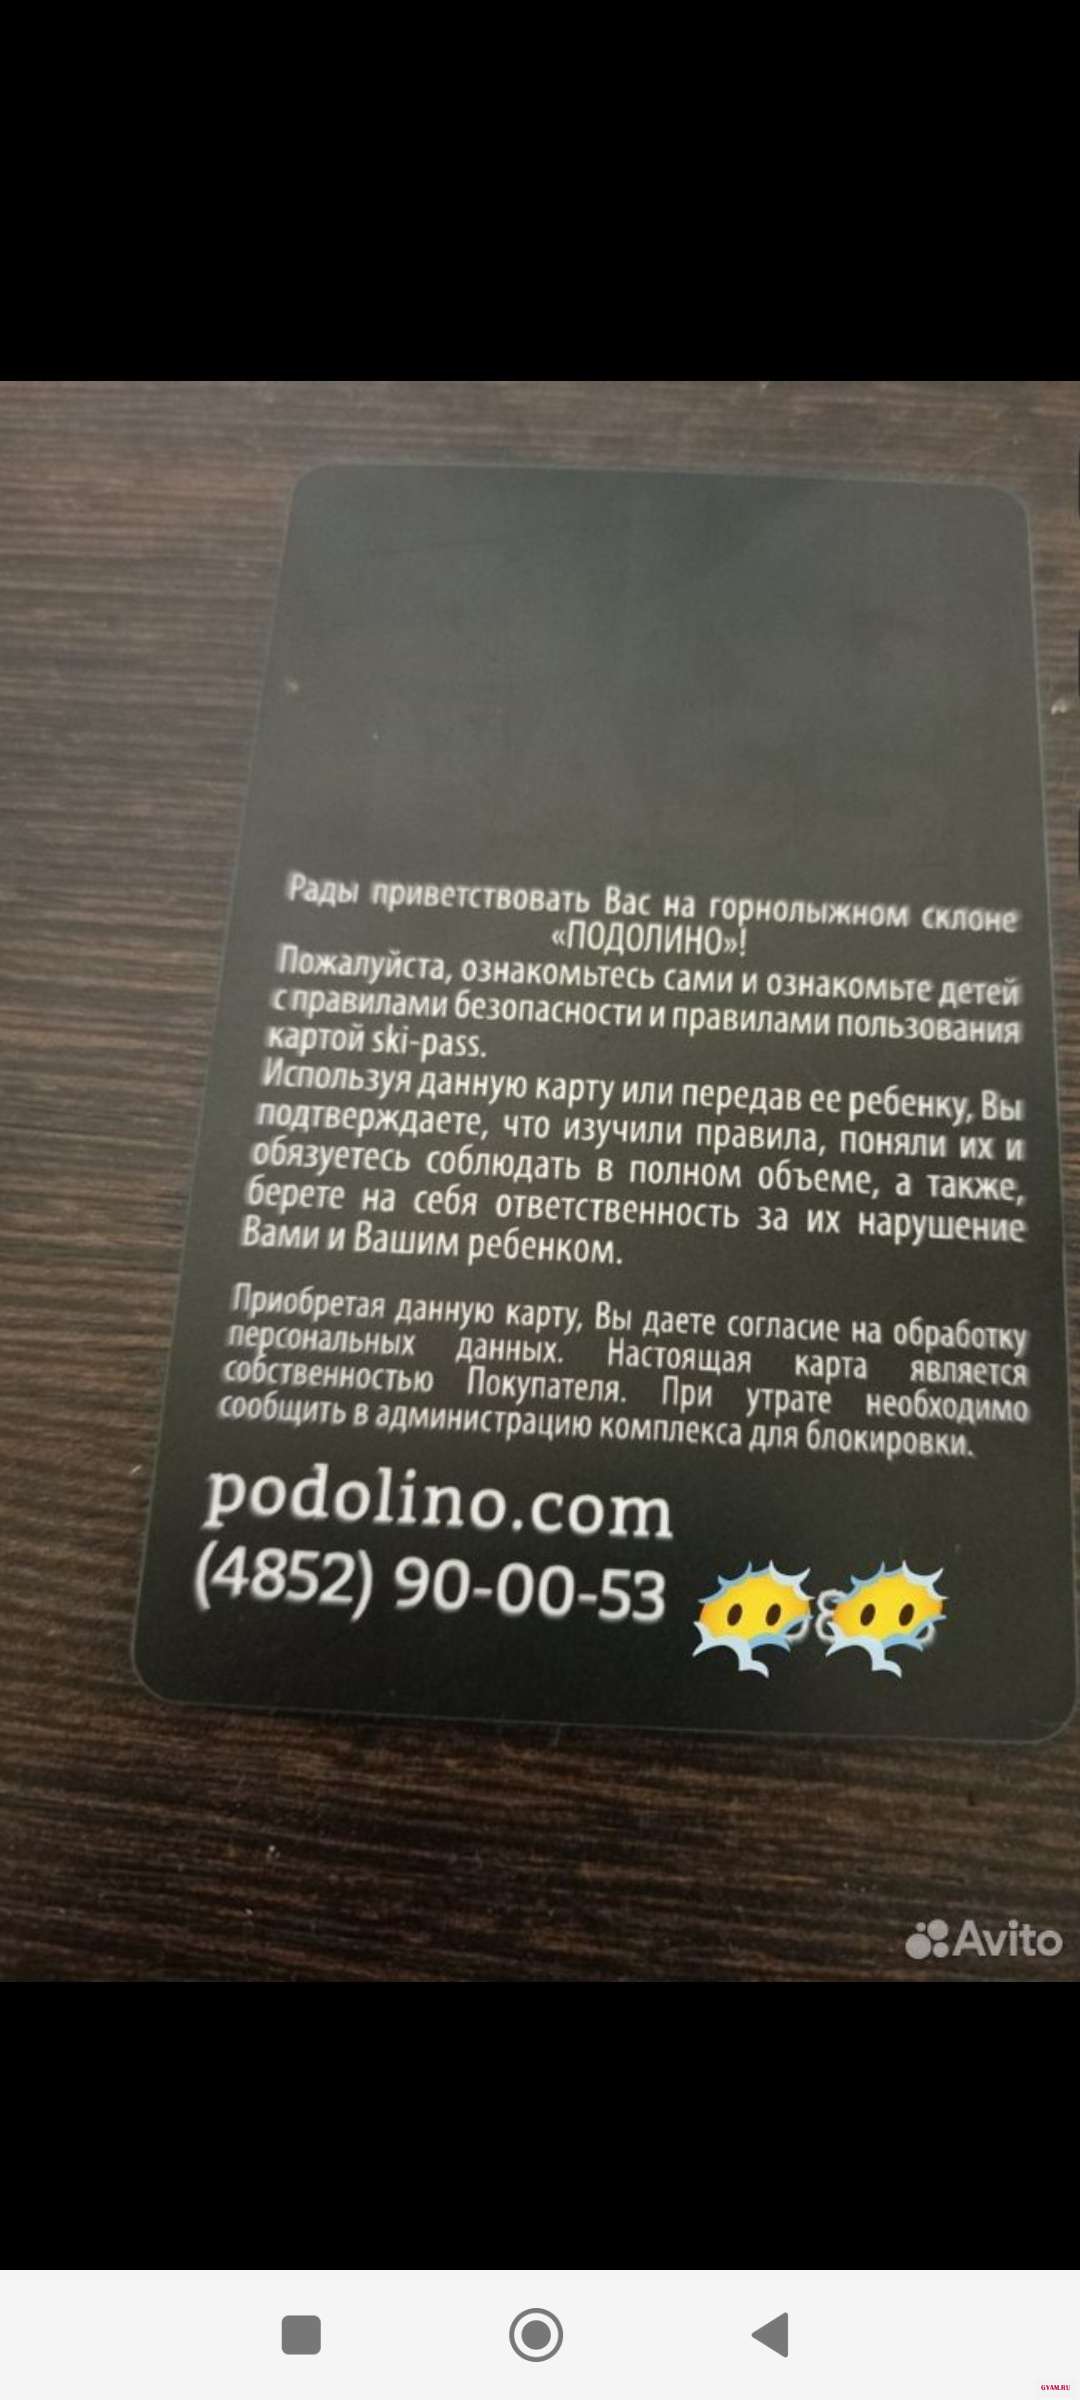 Рады приветствовать Вас на горнолыжном склоне
«ПОДОЛИНО»!
Пожалуйста, ознакомьтесь сами и ознакомьте детей
с правилами безопасности и правилами пользования
картой ski-pass.
Используя данную карту или передав ее ребенку, Вы
подтверждаете, что изучили правила, поняли их и
обязуетесь соблюдать в полном объеме, а также,
берете на себя ответственность за их нарушение
Вами и Вашим ребенком.
Приобретая данную карту, Вы даете согласие на обработку
персональных данных. Настоящая карта является
собственностью Покупателя. При утрате необходимо
сообщить в администрацию комплекса для блокировки.
podolino.com
(4852) 90-00-53
Avito
GYAM.RU